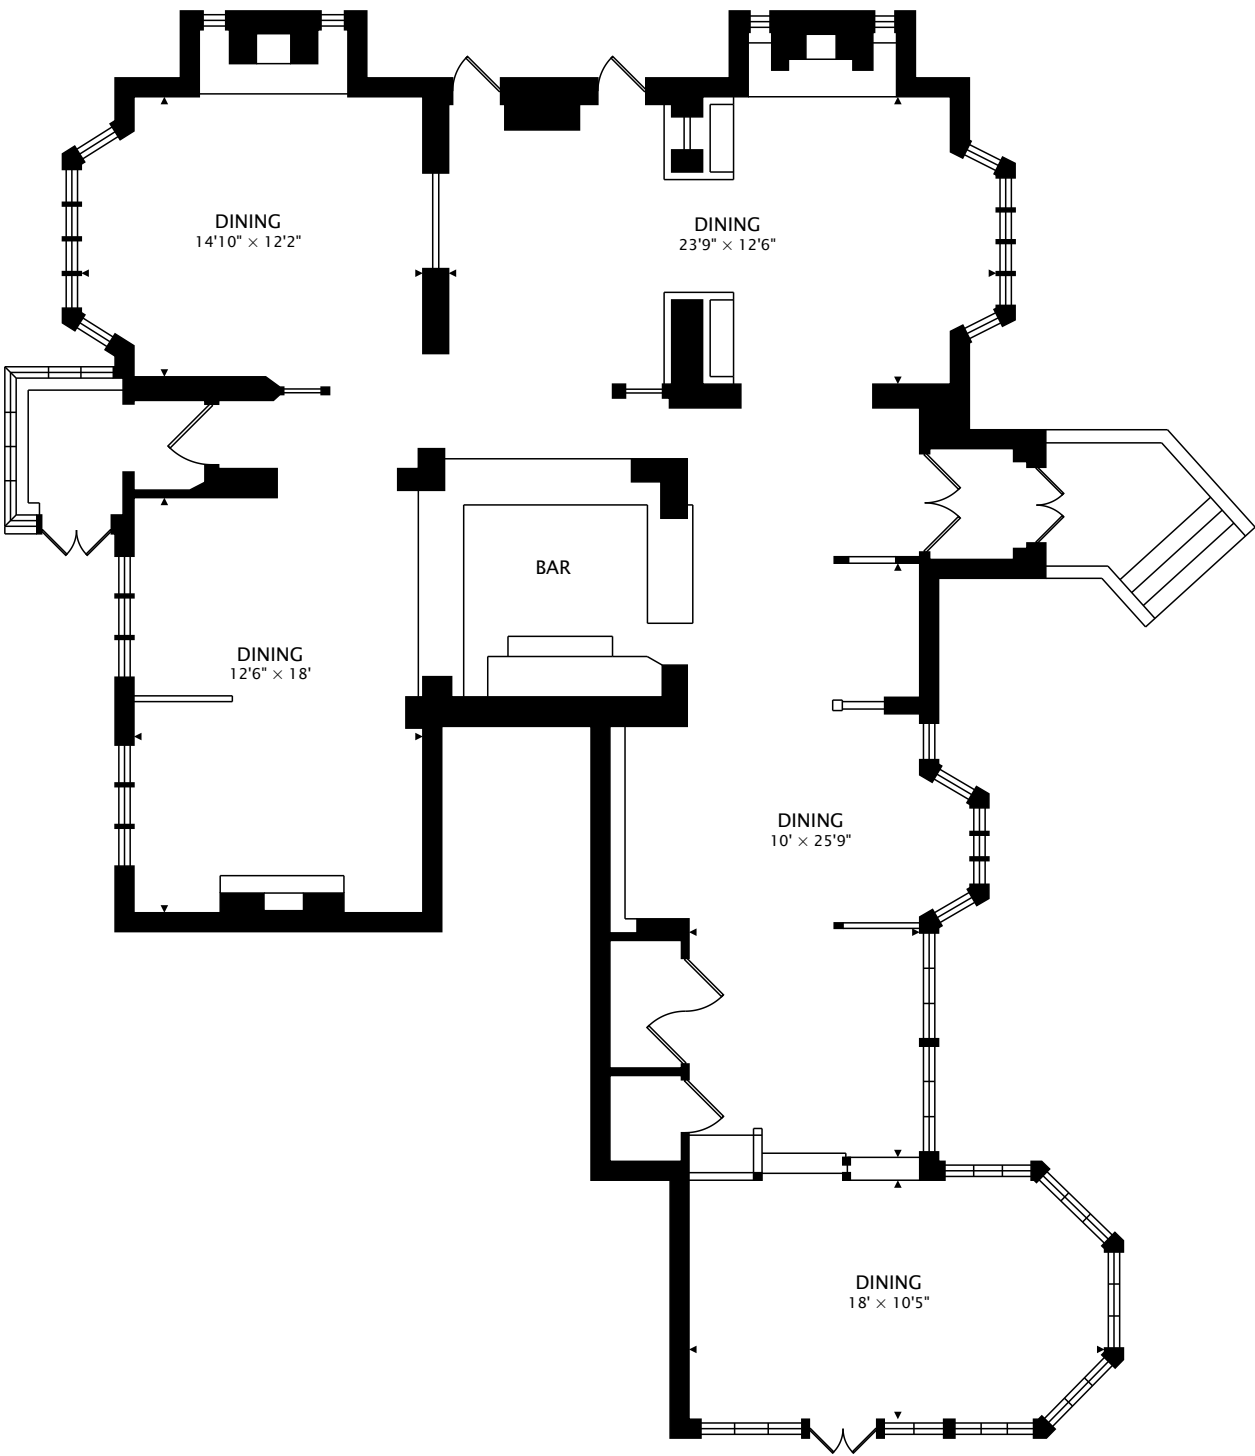 DINING
14'10" × 12'2"
DINING
23'9" × 12'6"
BAR
DINING
12'6" × 18'
DINING
10' × 25'9"
DINING
18' × 10'5"